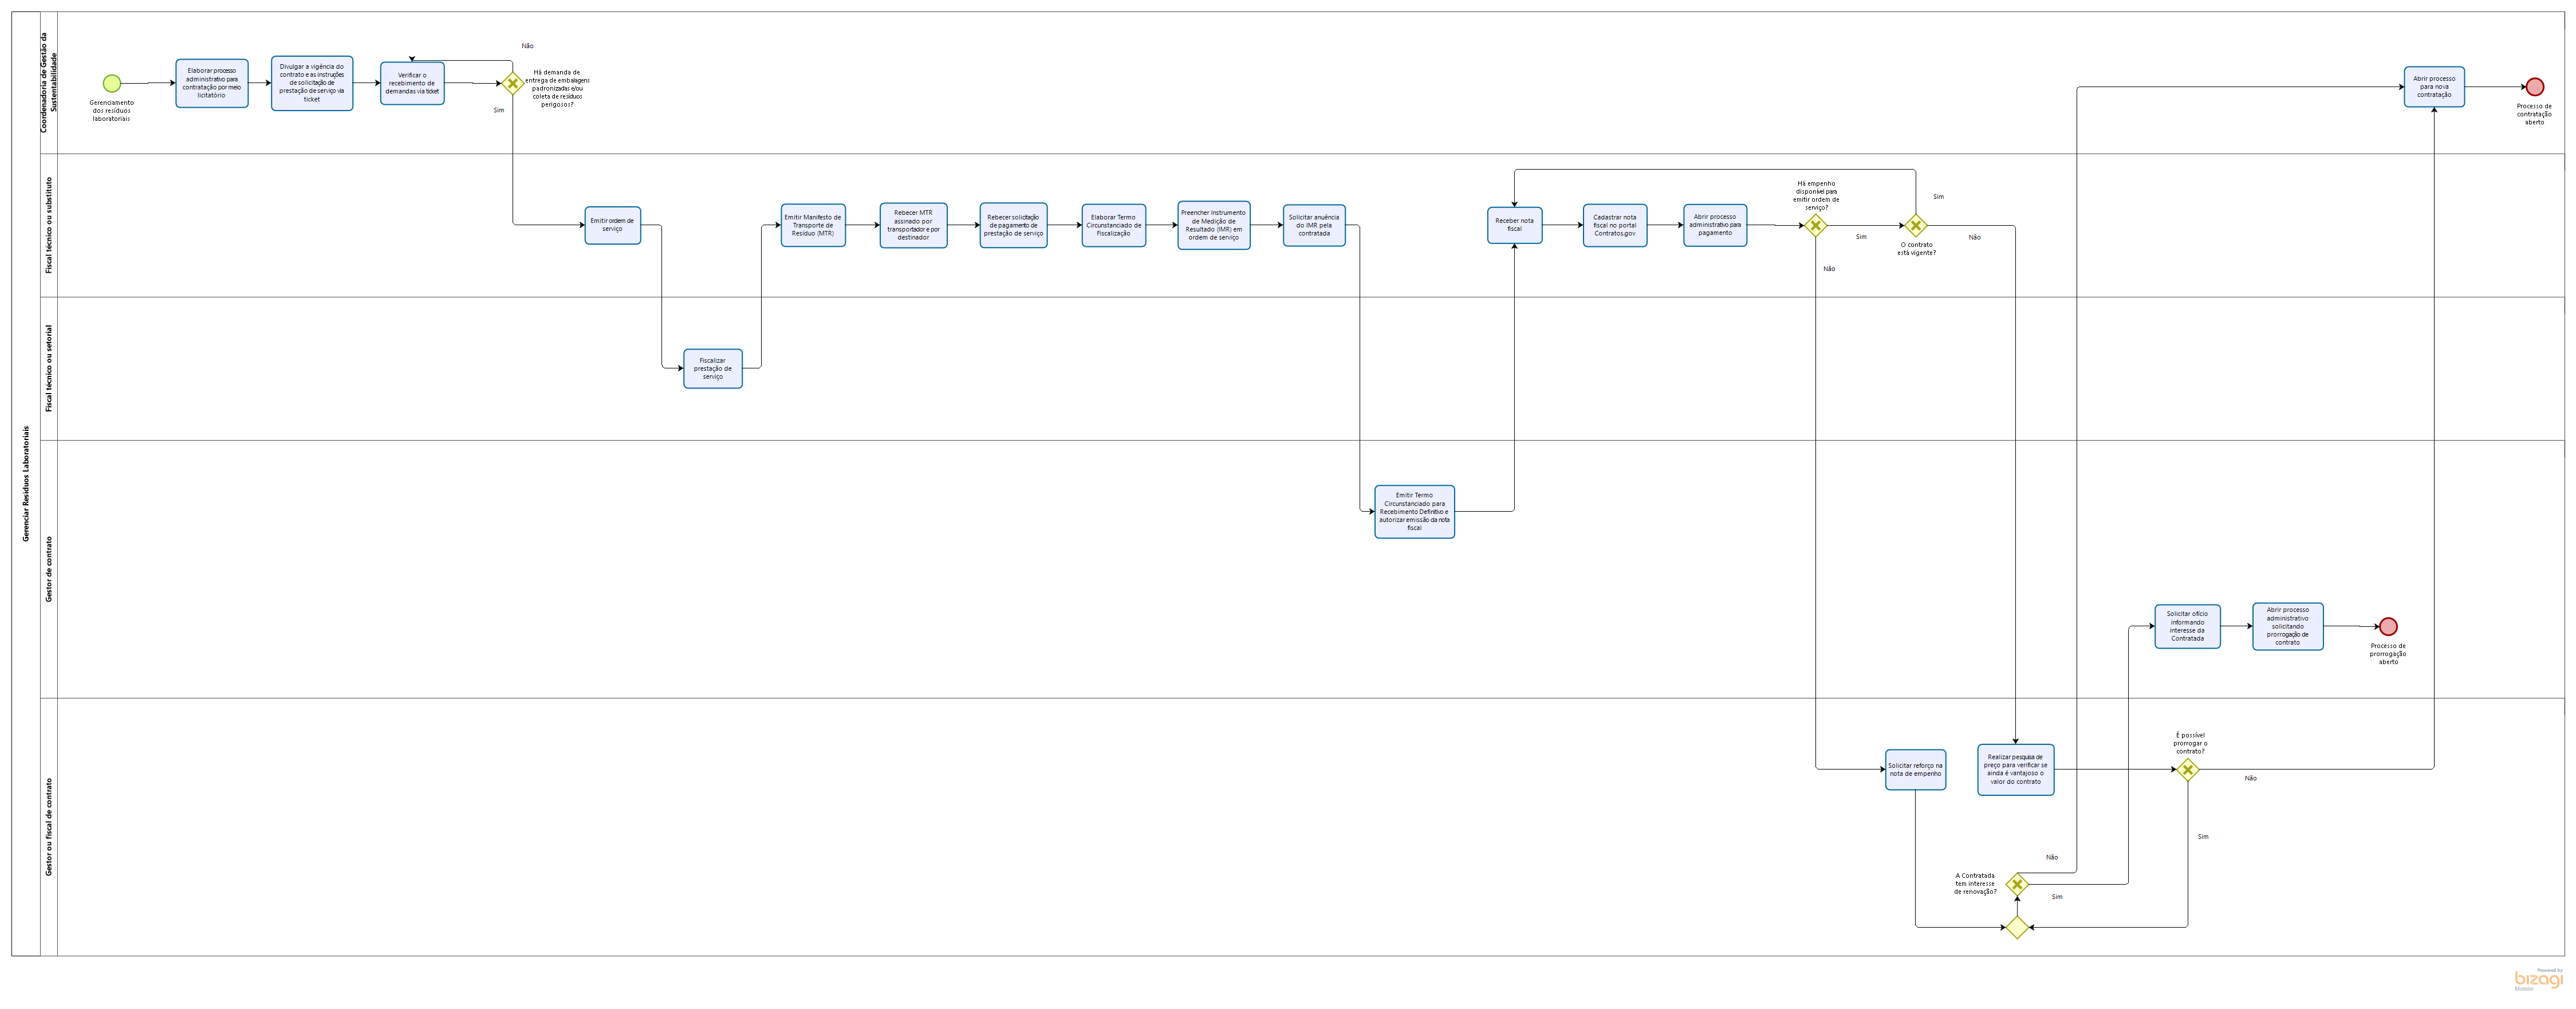 Gerenciar Resíduos Laboratoriais
Coordenadoria de Gestão da
Sustentabilidade
Gerenciamento
dos resíduos
laboratoriais
Elaborar processo
administrativo para
contratação por meio
licitatório
Divulgar a vigência do
contrato e as instruções
de solicitação de
prestação de serviço via
ticket
Verificar o
recebimento de
demandas via ticket
Não
Há demanda de
entrega de embalagens
padronizadas e/ou
coleta de resíduos
perigosos?
Sim
Abrir processo
para nova
contratação
Processo de
contratação
aberto
Fiscal técnico ou substituto
Emitir ordem de
serviço
Emitir Manifesto de
Transporte de
Resíduo (MTR)
Rebecer MTR
assinado por
transportador e por
destinador
Rebecer solicitação
de pagamento de
prestação de serviço
Elaborar Termo
Circunstanciado de
Fiscalização
Preencher Instrumento
de Medição de
Resultado (IMR) em
ordem de serviço
Solicitar anuência
do IMR pela
contratada
Receber nota
fiscal
Cadastrar nota
fiscal no portal
Contratos.gov
Abrir processo
administrativo para
pagamento
Há empenho
disponível para
emitir ordem de
serviço?
Sim
Não
O contrato
está vigente?
Sim
Não
Fiscal técnico ou setorial
Fiscalizar
prestação de
serviço
Gestor de contrato
Emitir Termo
Circunstanciado para
Recebimento Definitivo e
autorizar emissão da nota
fiscal
Solicitar ofício
informando
interesse da
Contratada
Abrir processo
administrativo
solicitando
prorrogação de
contrato
Processo de
prorrogação
aberto
Gestor ou fiscal de contrato
Solicitar reforço na
nota de empenho
Realizar pesquisa de
preço para verificar se
ainda é vantajoso o
valor do contrato
É possível
prorrogar o
contrato?
Não
Sim
A Contratada
tem interesse
de renovação?
Não
Sim
Powered by
bizagi
Modeler